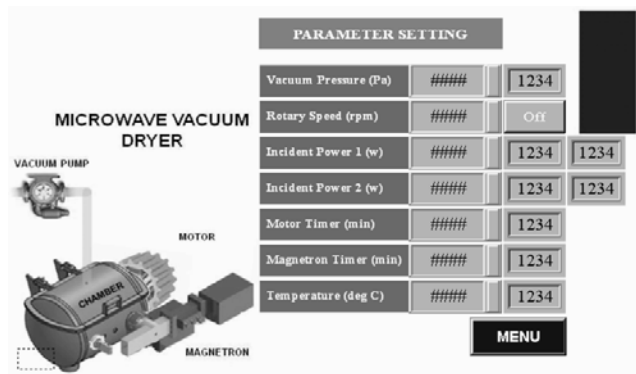 PARAMETER SETTING
Vacuum Pressure (Pa) #### 1234
Rotary Speed (rpm) #### Off
Incident Power 1 (w) #### 1234 1234
Incident Power 2 (w) #### 1234 1234
Motor Timer (min) #### 1234
Magnetron Timer (min) #### 1234
Temperature (deg C) #### 1234
MENU
MICROWAVE VACUUM
DRYER
VACUUM PUMP
MOTOR
CHAMBER
MAGNETRON